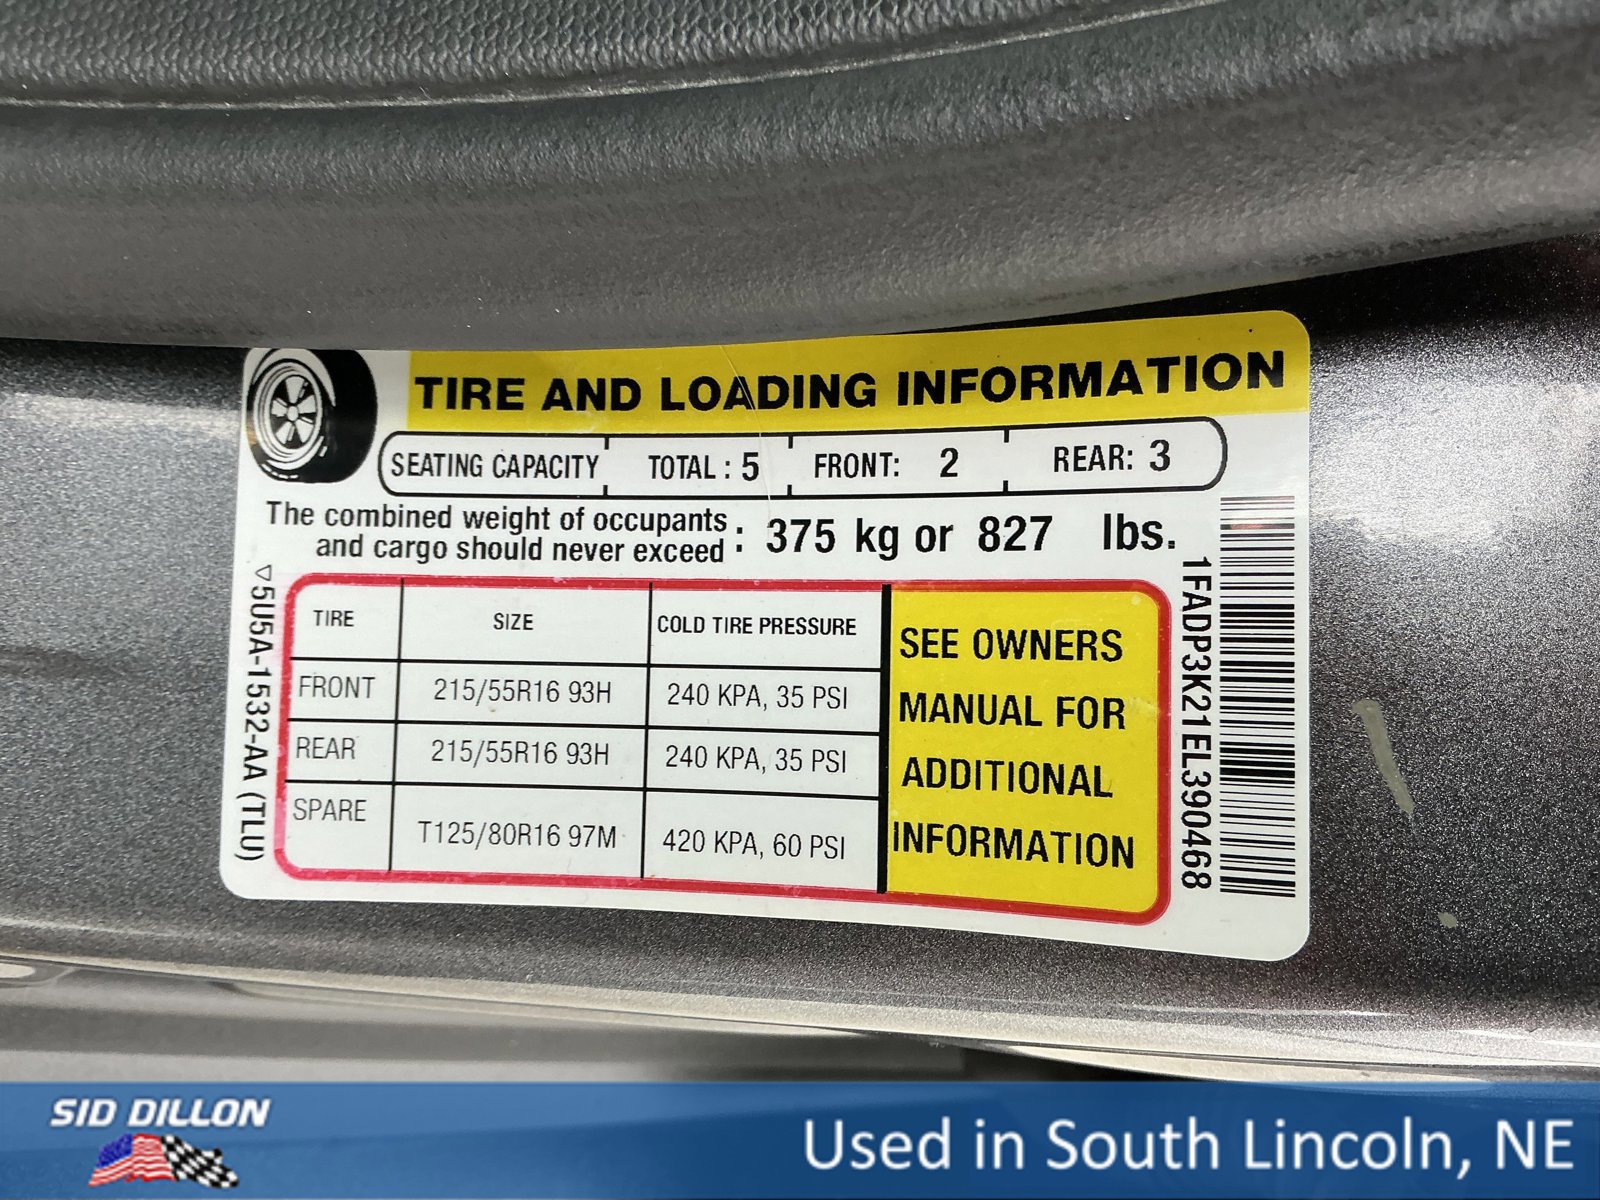 TIRE AND LOADING INFORMATION
SEATING CAPACITY TOTAL : 5 FRONT: 2 REAR: 3
The combined weight of occupants
and cargo should never exceed : 375 kg or 827 lbs.
TIRE SIZE COLD TIRE PRESSURE
FRONT 215/55R16 93H 240 KPA, 35 PSI
REAR 215/55R16 93H 240 KPA, 35 PSI
SPARE T125/80R16 97M 420 KPA, 60 PSI
SEE OWNERS
MANUAL FOR
ADDITIONAL
INFORMATION
▽5U5A-1532-AA (TLU)
1FADP3K21EL390468
SID DILLON
Used in South Lincoln, NE